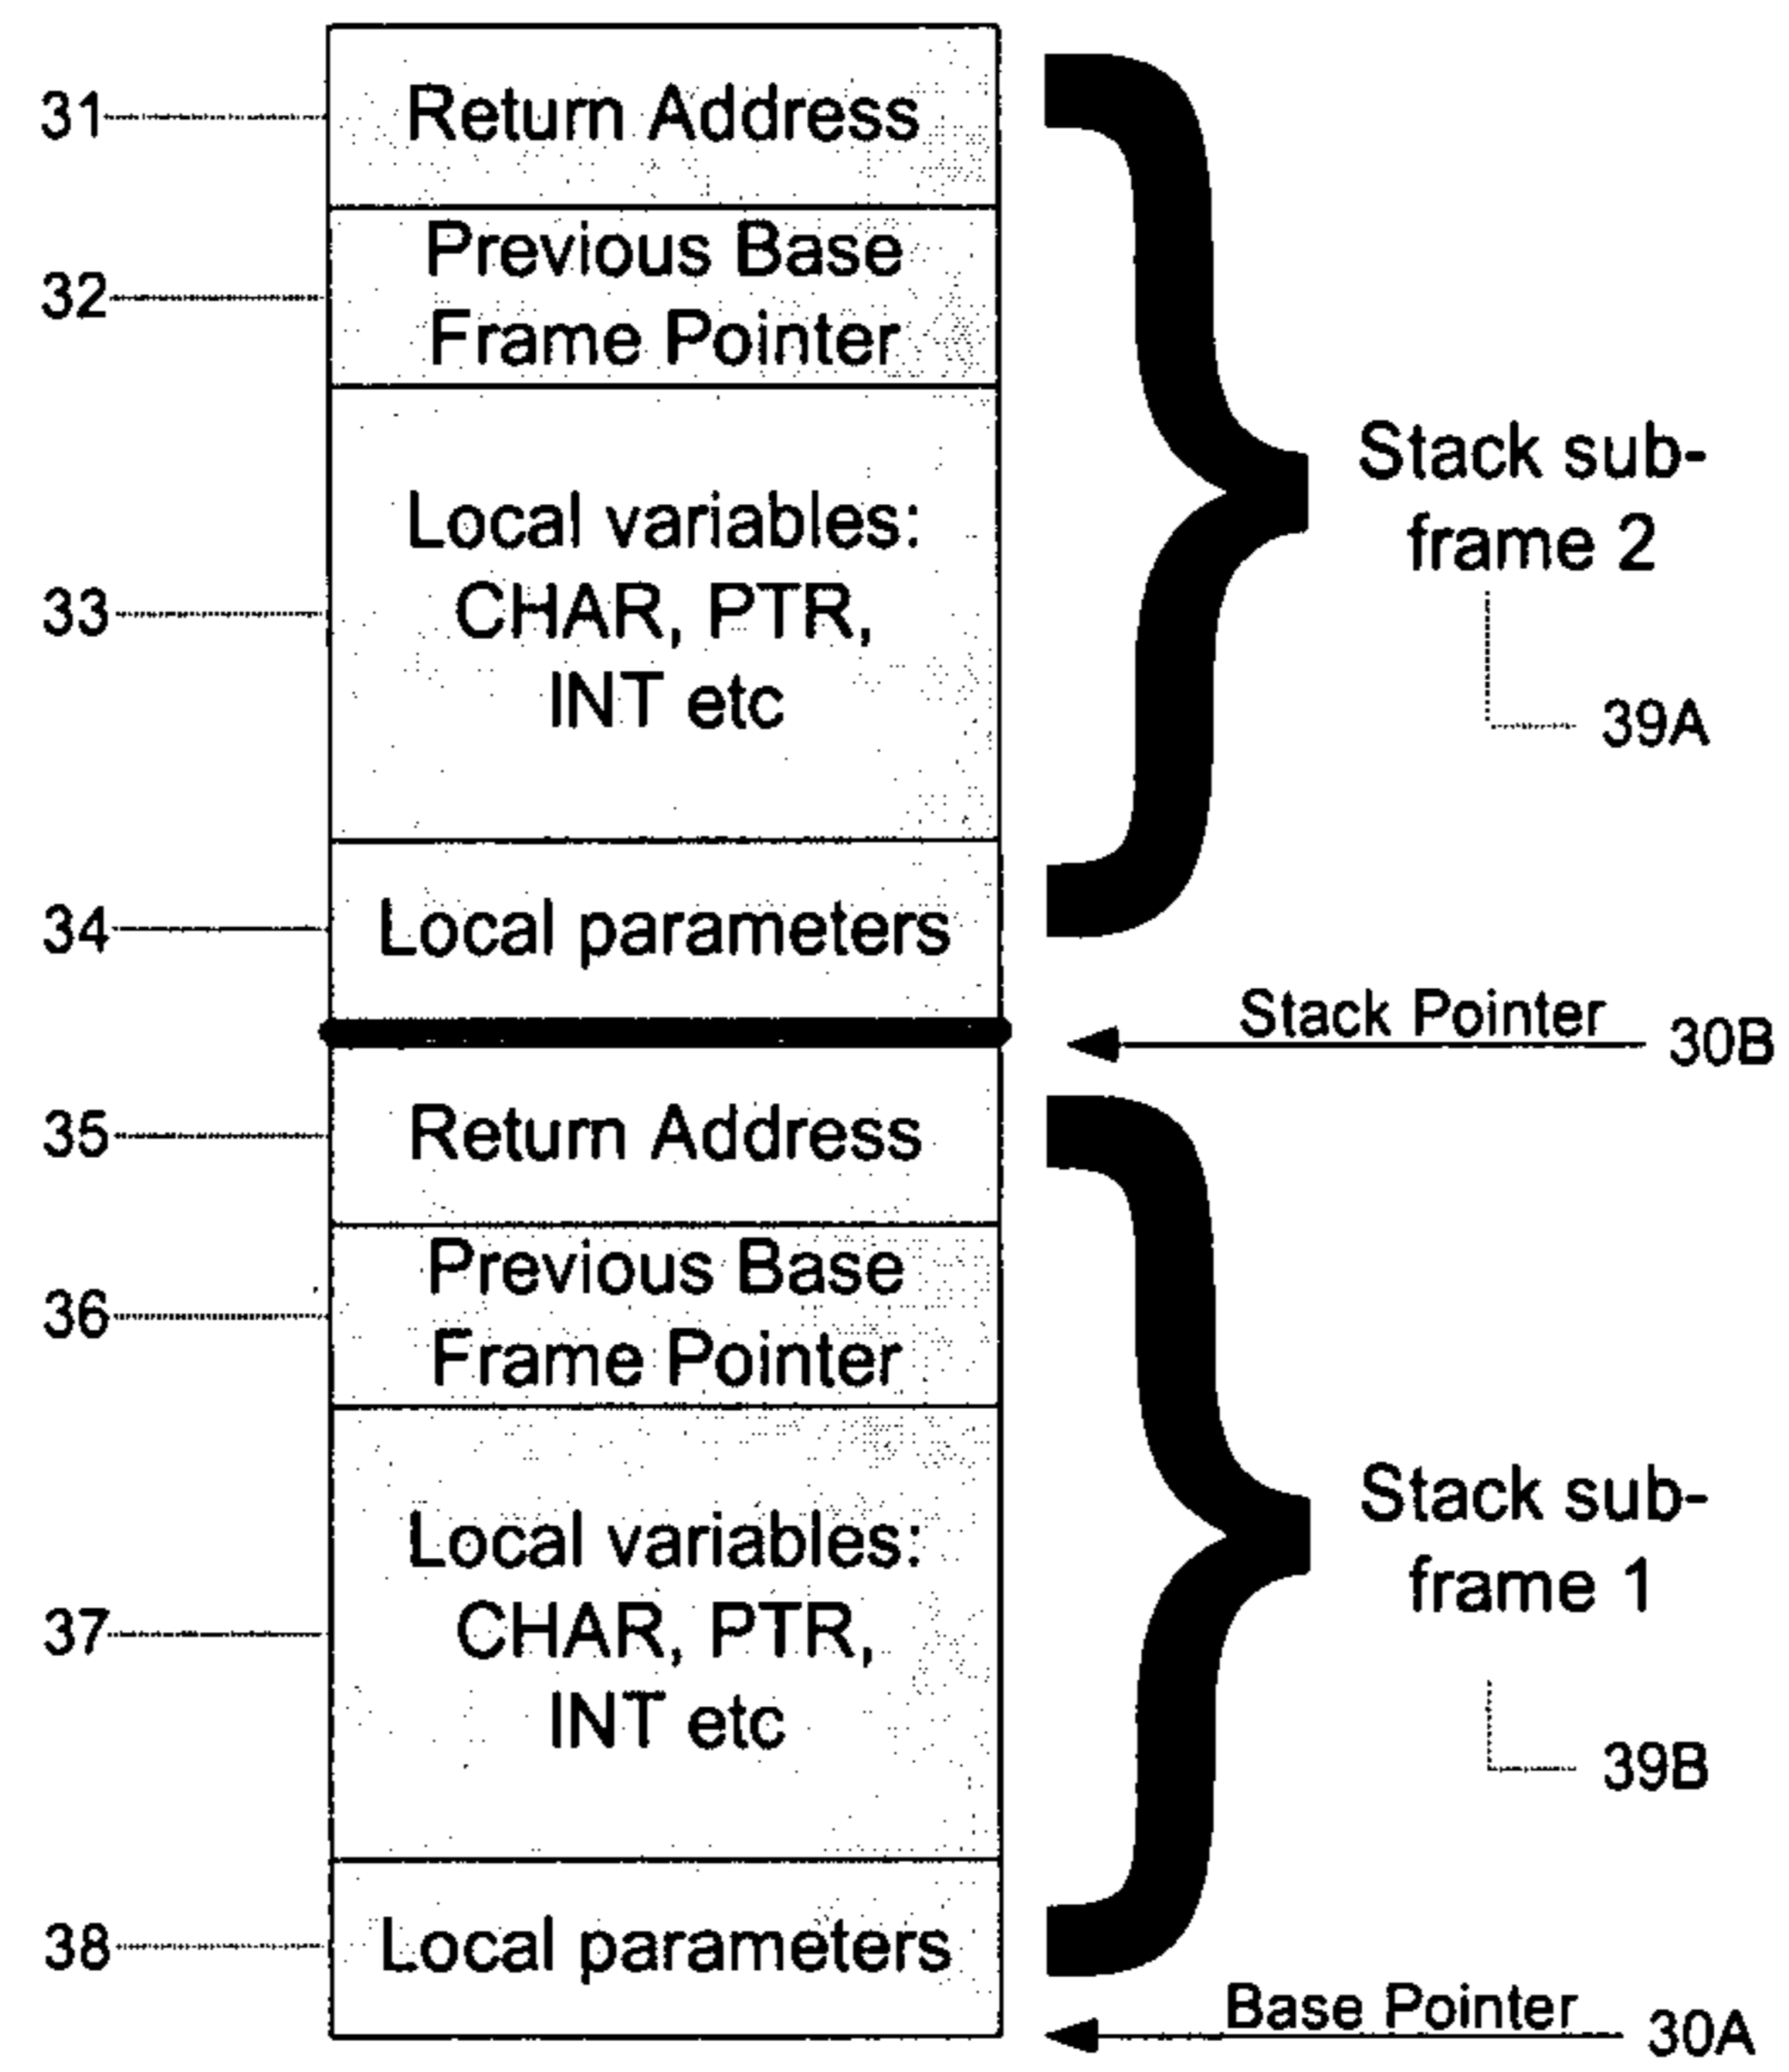 31
Return Address
32
Previous Base
Frame Pointer
33
Local variables:
CHAR, PTR,
INT etc
34
Local parameters
Stack sub-
frame 2
39A
Stack Pointer
30B
35
Return Address
36
Previous Base
Frame Pointer
37
Local variables:
CHAR, PTR,
INT etc
38
Local parameters
Stack sub-
frame 1
39B
Base Pointer
30A